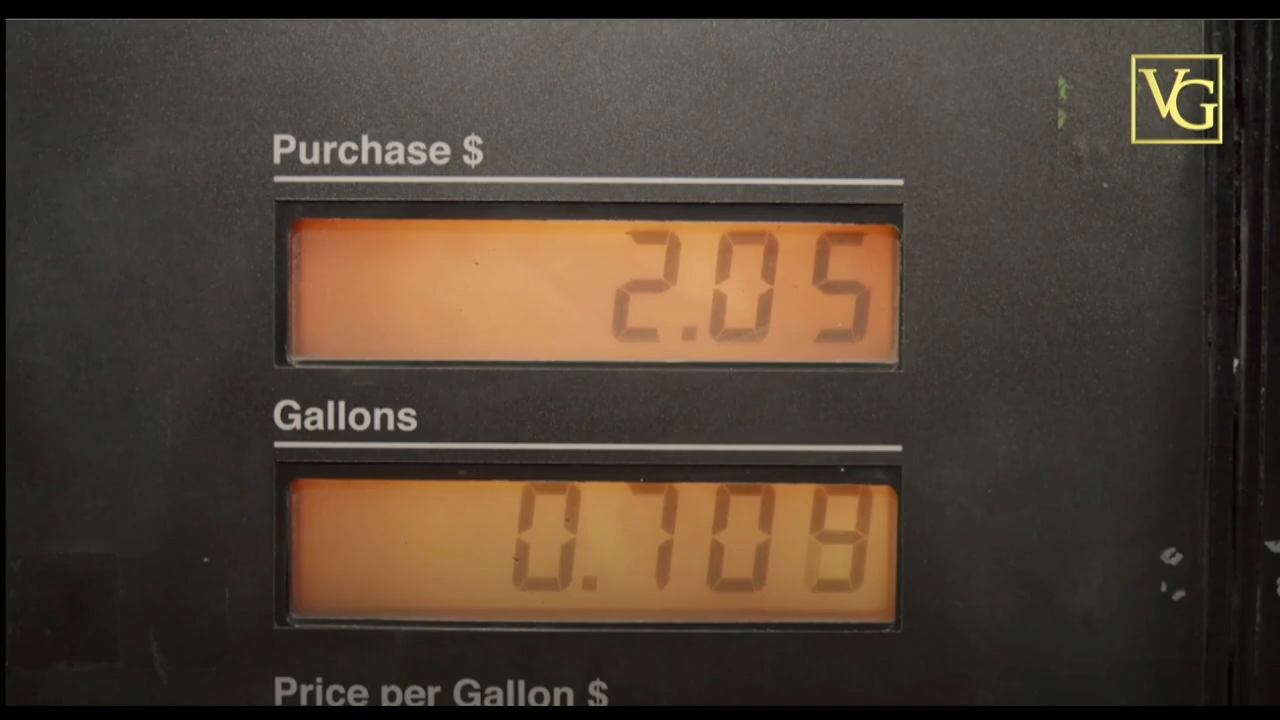 VG
Purchase $
2.05
Gallons
0.709
Price per Gallon $